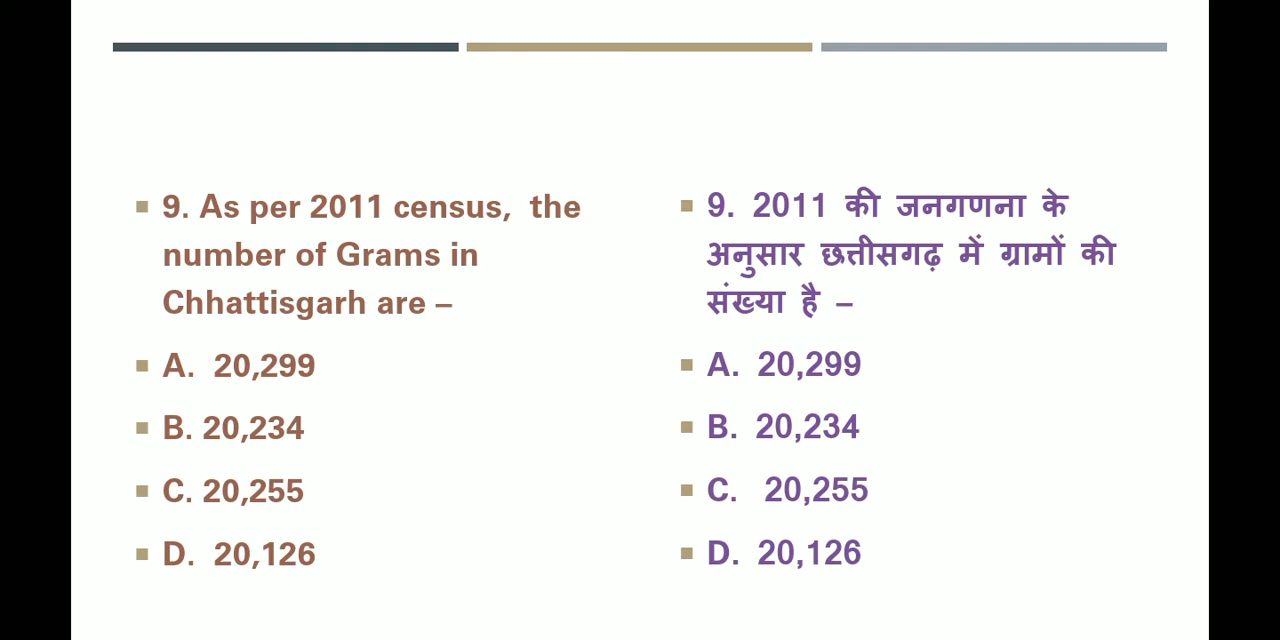 9. As per 2011 census, the
number of Grams in
Chhattisgarh are –
A. 20,299
B. 20,234
C. 20,255
D. 20,126
9. 2011 की जनगणना के
अनुसार छत्तीसगढ़ में ग्रामों की
संख्या है –
A. 20,299
B. 20,234
C. 20,255
D. 20,126